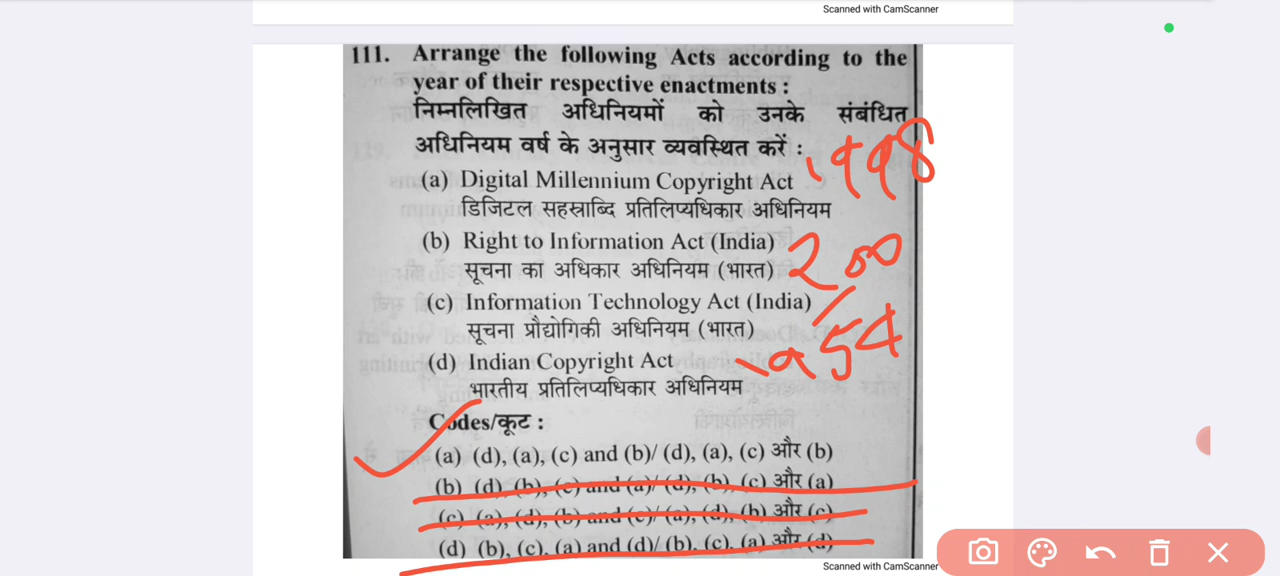 Scanned with CamScanner
111. Arrange the following Acts according to the
year of their respective enactments :
निम्नलिखित अधिनियमों को उनके संबंधित
अधिनियम वर्ष के अनुसार व्यवस्थित करें :
1998
(a) Digital Millennium Copyright Act
डिजिटल सहस्राब्दि प्रतिलिप्यधिकार अधिनियम
(b) Right to Information Act (India)
सूचना का अधिकार अधिनियम (भारत)
200
(c) Information Technology Act (India)
सूचना प्रौद्योगिकी अधिनियम (भारत)
(d) Indian Copyright Act
भारतीय प्रतिलिप्यधिकार अधिनियम
Codes/कूट :
(a) (d), (a), (c) and (b)/ (d), (a), (c) और (b)
(b) (d), (b), (c) and (a)/ (d), (b), (c) और (a)
(c) (a), (d), (b) and (c)/ (a), (d), (b) और (c)
(d) (b), (c), (a) and (d)/ (b), (c), (a) और (d)
Scanned with CamScanner